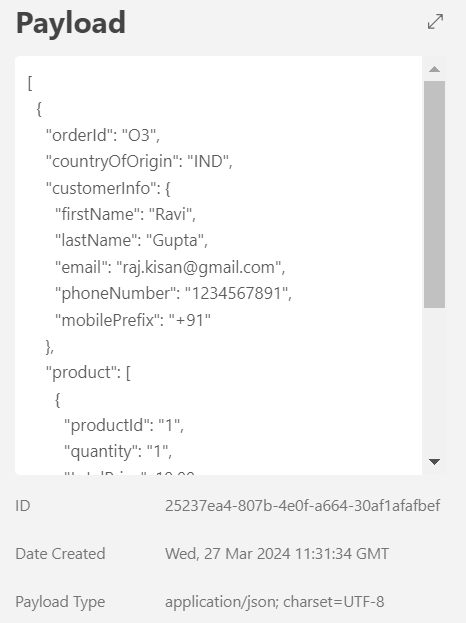 Payload
[
{
"orderId": "O3",
"countryOfOrigin": "IND",
"customerInfo": {
"firstName": "Ravi",
"lastName": "Gupta",
"email": "raj.kisan@gmail.com",
"phoneNumber": "1234567891",
"mobilePrefix": "+91"
},
"product": [
{
"productId": "1",
"quantity": "1",
ID 25237ea4-807b-4e0f-a664-30af1afafbef
Date Created Wed, 27 Mar 2024 11:31:34 GMT
Payload Type application/json; charset=UTF-8